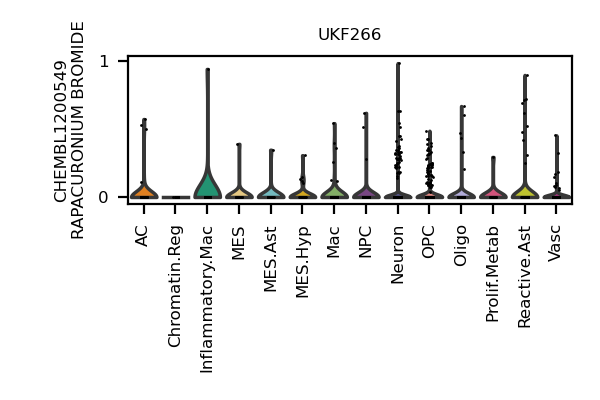 UKF266
CHEMBL1200549
RAPACURONIUM BROMIDE
1
0
AC
Chromatin.Reg
Inflammatory.Mac
MES
MES.Ast
MES.Hyp
Mac
NPC
Neuron
OPC
Oligo
Prolif.Metab
Reactive.Ast
Vasc